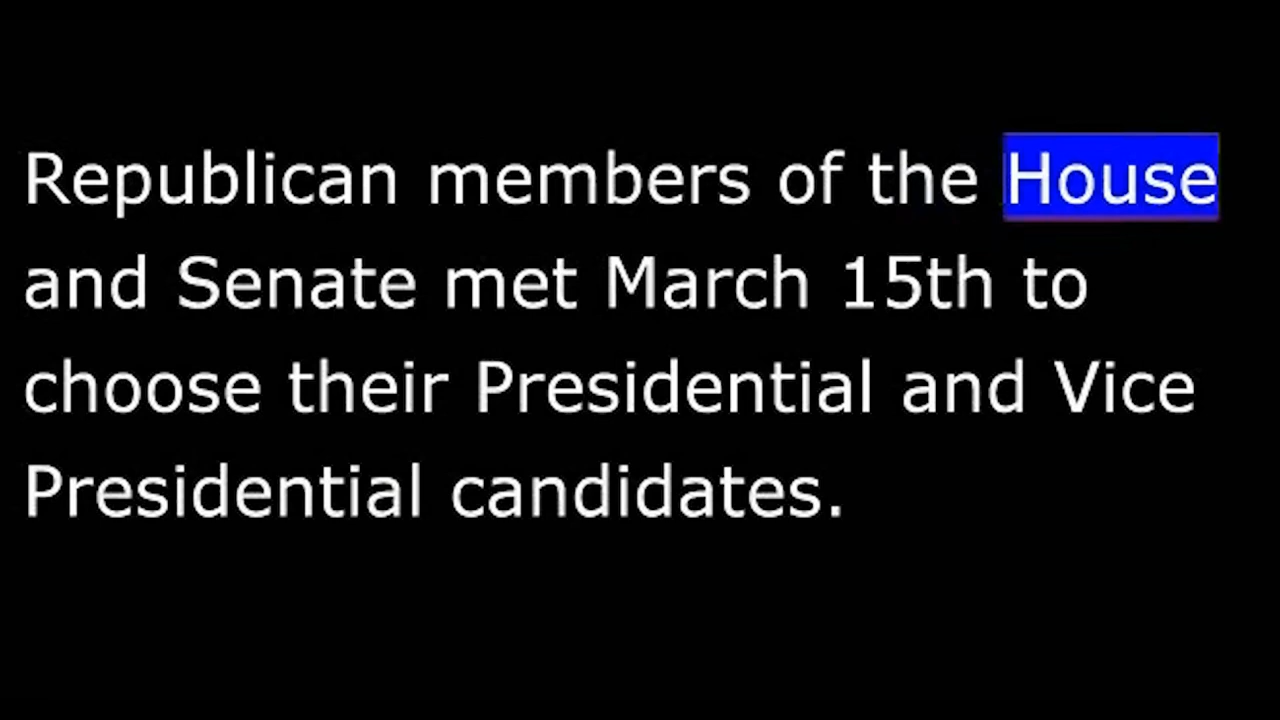 Republican members of the House
and Senate met March 15th to
choose their Presidential and Vice
Presidential candidates.